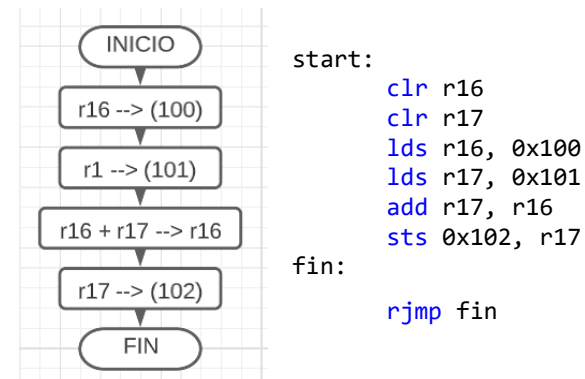 INICIO
r16 --> (100)
r1 --> (101)
r16 + r17 --> r16
r17 --> (102)
FIN
start:
clr r16
clr r17
lds r16, 0x100
lds r17, 0x101
add r17, r16
sts 0x102, r17
fin:
rjmp fin